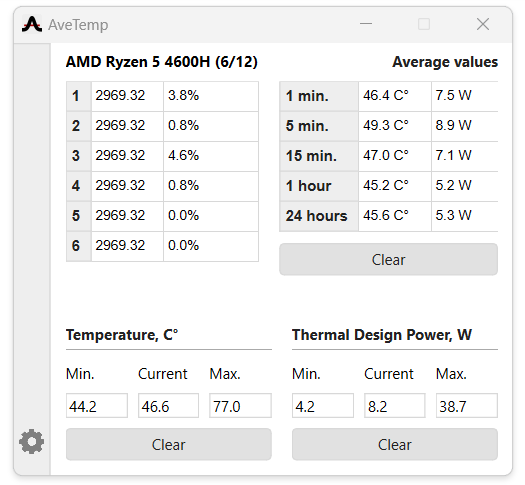 AveTemp
AMD Ryzen 5 4600H (6/12)
1 2969.32 3.8%
2 2969.32 0.8%
3 2969.32 4.6%
4 2969.32 0.8%
5 2969.32 0.0%
6 2969.32 0.0%
Average values
1 min. 46.4 C° 7.5 W
5 min. 49.3 C° 8.9 W
15 min. 47.0 C° 7.1 W
1 hour 45.2 C° 5.2 W
24 hours 45.6 C° 5.3 W
Clear
Temperature, C°
Min. Current Max.
44.2 46.6 77.0
Clear
Thermal Design Power, W
Min. Current Max.
4.2 8.2 38.7
Clear